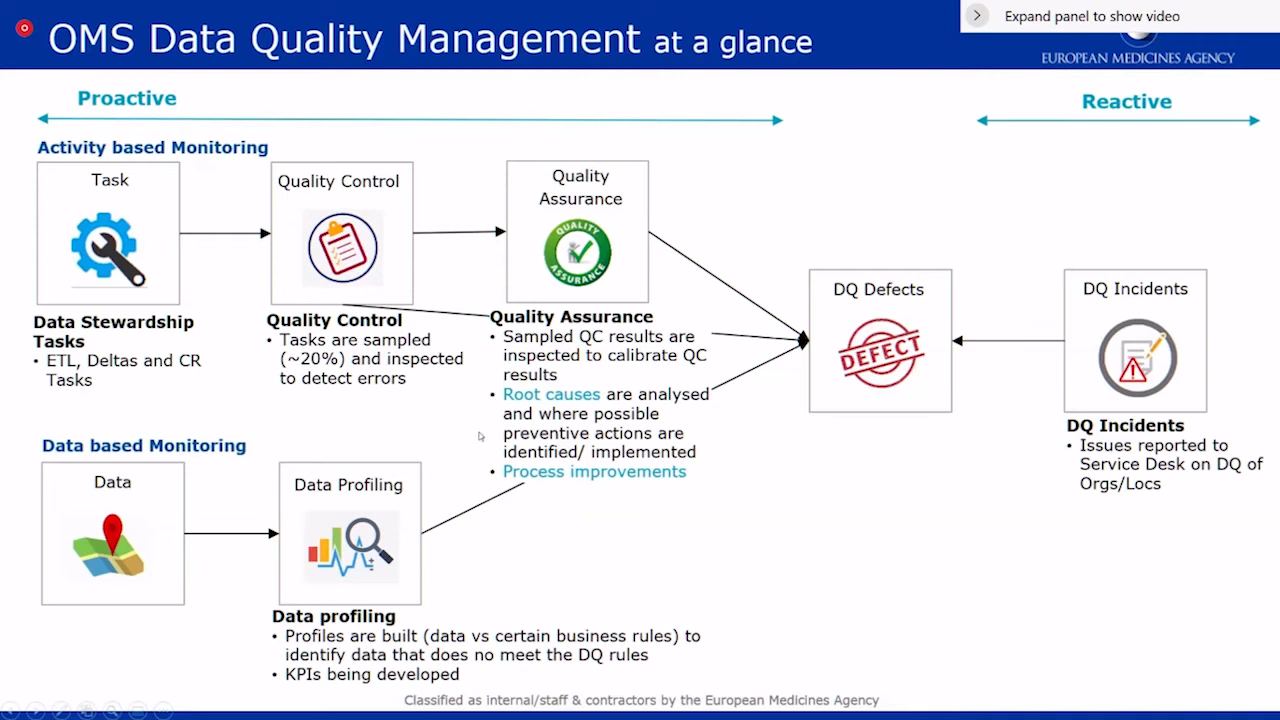 OMS Data Quality Management at a glance
Expand panel to show video
EUROPEAN MEDICINES AGENCY
Proactive
Reactive
Activity based Monitoring
Task
Quality Control
Quality
Assurance
QUALITY
ASSURANCE
DQ Defects
DEFECT
DQ Incidents
Data Stewardship
Tasks
• ETL, Deltas and CR
Tasks
Quality Control
• Tasks are sampled
(~20%) and inspected
to detect errors
Quality Assurance
• Sampled QC results are
inspected to calibrate QC
results
• Root causes are analysed
and where possible
preventive actions are
identified/ implemented
• Process improvements
DQ Incidents
• Issues reported to
Service Desk on DQ of
Orgs/Locs
Data based Monitoring
Data
Data Profiling
Data profiling
• Profiles are built (data vs certain business rules) to
identify data that does no meet the DQ rules
• KPIs being developed
Classified as internal/staff & contractors by the European Medicines Agency